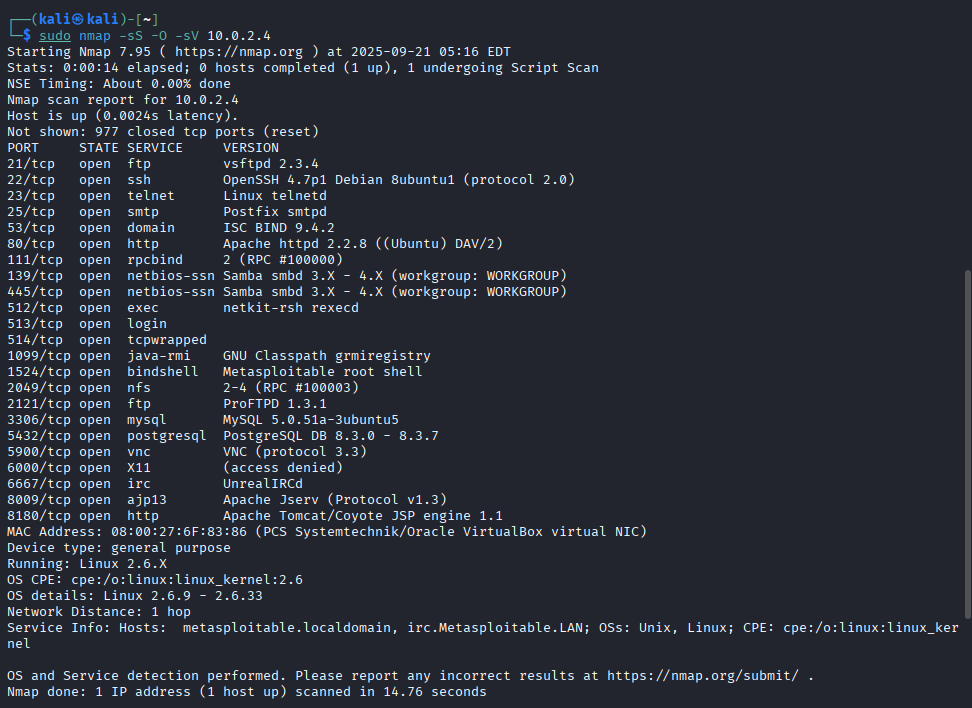 ┌──(kali㉿kali)-[~]
└─$ sudo nmap -sS -O -sV 10.0.2.4
Starting Nmap 7.95 ( https://nmap.org ) at 2025-09-21 05:16 EDT
Stats: 0:00:14 elapsed; 0 hosts completed (1 up), 1 undergoing Script Scan
NSE Timing: About 0.00% done
Nmap scan report for 10.0.2.4
Host is up (0.0024s latency).
Not shown: 977 closed tcp ports (reset)
PORT     STATE SERVICE     VERSION
21/tcp   open  ftp         vsftpd 2.3.4
22/tcp   open  ssh         OpenSSH 4.7p1 Debian 8ubuntu1 (protocol 2.0)
23/tcp   open  telnet      Linux telnetd
25/tcp   open  smtp        Postfix smtpd
53/tcp   open  domain      ISC BIND 9.4.2
80/tcp   open  http        Apache httpd 2.2.8 ((Ubuntu) DAV/2)
111/tcp  open  rpcbind     2 (RPC #100000)
139/tcp  open  netbios-ssn Samba smbd 3.X - 4.X (workgroup: WORKGROUP)
445/tcp  open  netbios-ssn Samba smbd 3.X - 4.X (workgroup: WORKGROUP)
512/tcp  open  exec        netkit-rsh rexecd
513/tcp  open  login
514/tcp  open  tcpwrapped
1099/tcp open  java-rmi    GNU Classpath grmiregistry
1524/tcp open  bindshell   Metasploitable root shell
2049/tcp open  nfs         2-4 (RPC #100003)
2121/tcp open  ftp         ProFTPD 1.3.1
3306/tcp open  mysql       MySQL 5.0.51a-3ubuntu5
5432/tcp open  postgresql  PostgreSQL DB 8.3.0 - 8.3.7
5900/tcp open  vnc         VNC (protocol 3.3)
6000/tcp open  X11         (access denied)
6667/tcp open  irc         UnrealIRCd
8009/tcp open  ajp13       Apache Jserv (Protocol v1.3)
8180/tcp open  http        Apache Tomcat/Coyote JSP engine 1.1
MAC Address: 08:00:27:6F:83:86 (PCS Systemtechnik/Oracle VirtualBox virtual NIC)
Device type: general purpose
Running: Linux 2.6.X
OS CPE: cpe:/o:linux:linux_kernel:2.6
OS details: Linux 2.6.9 - 2.6.33
Network Distance: 1 hop
Service Info: Hosts:  metasploitable.localdomain, irc.Metasploitable.LAN; OSs: Unix, Linux; CPE: cpe:/o:linux:linux_ker
nel
OS and Service detection performed. Please report any incorrect results at https://nmap.org/submit/ .
Nmap done: 1 IP address (1 host up) scanned in 14.76 seconds